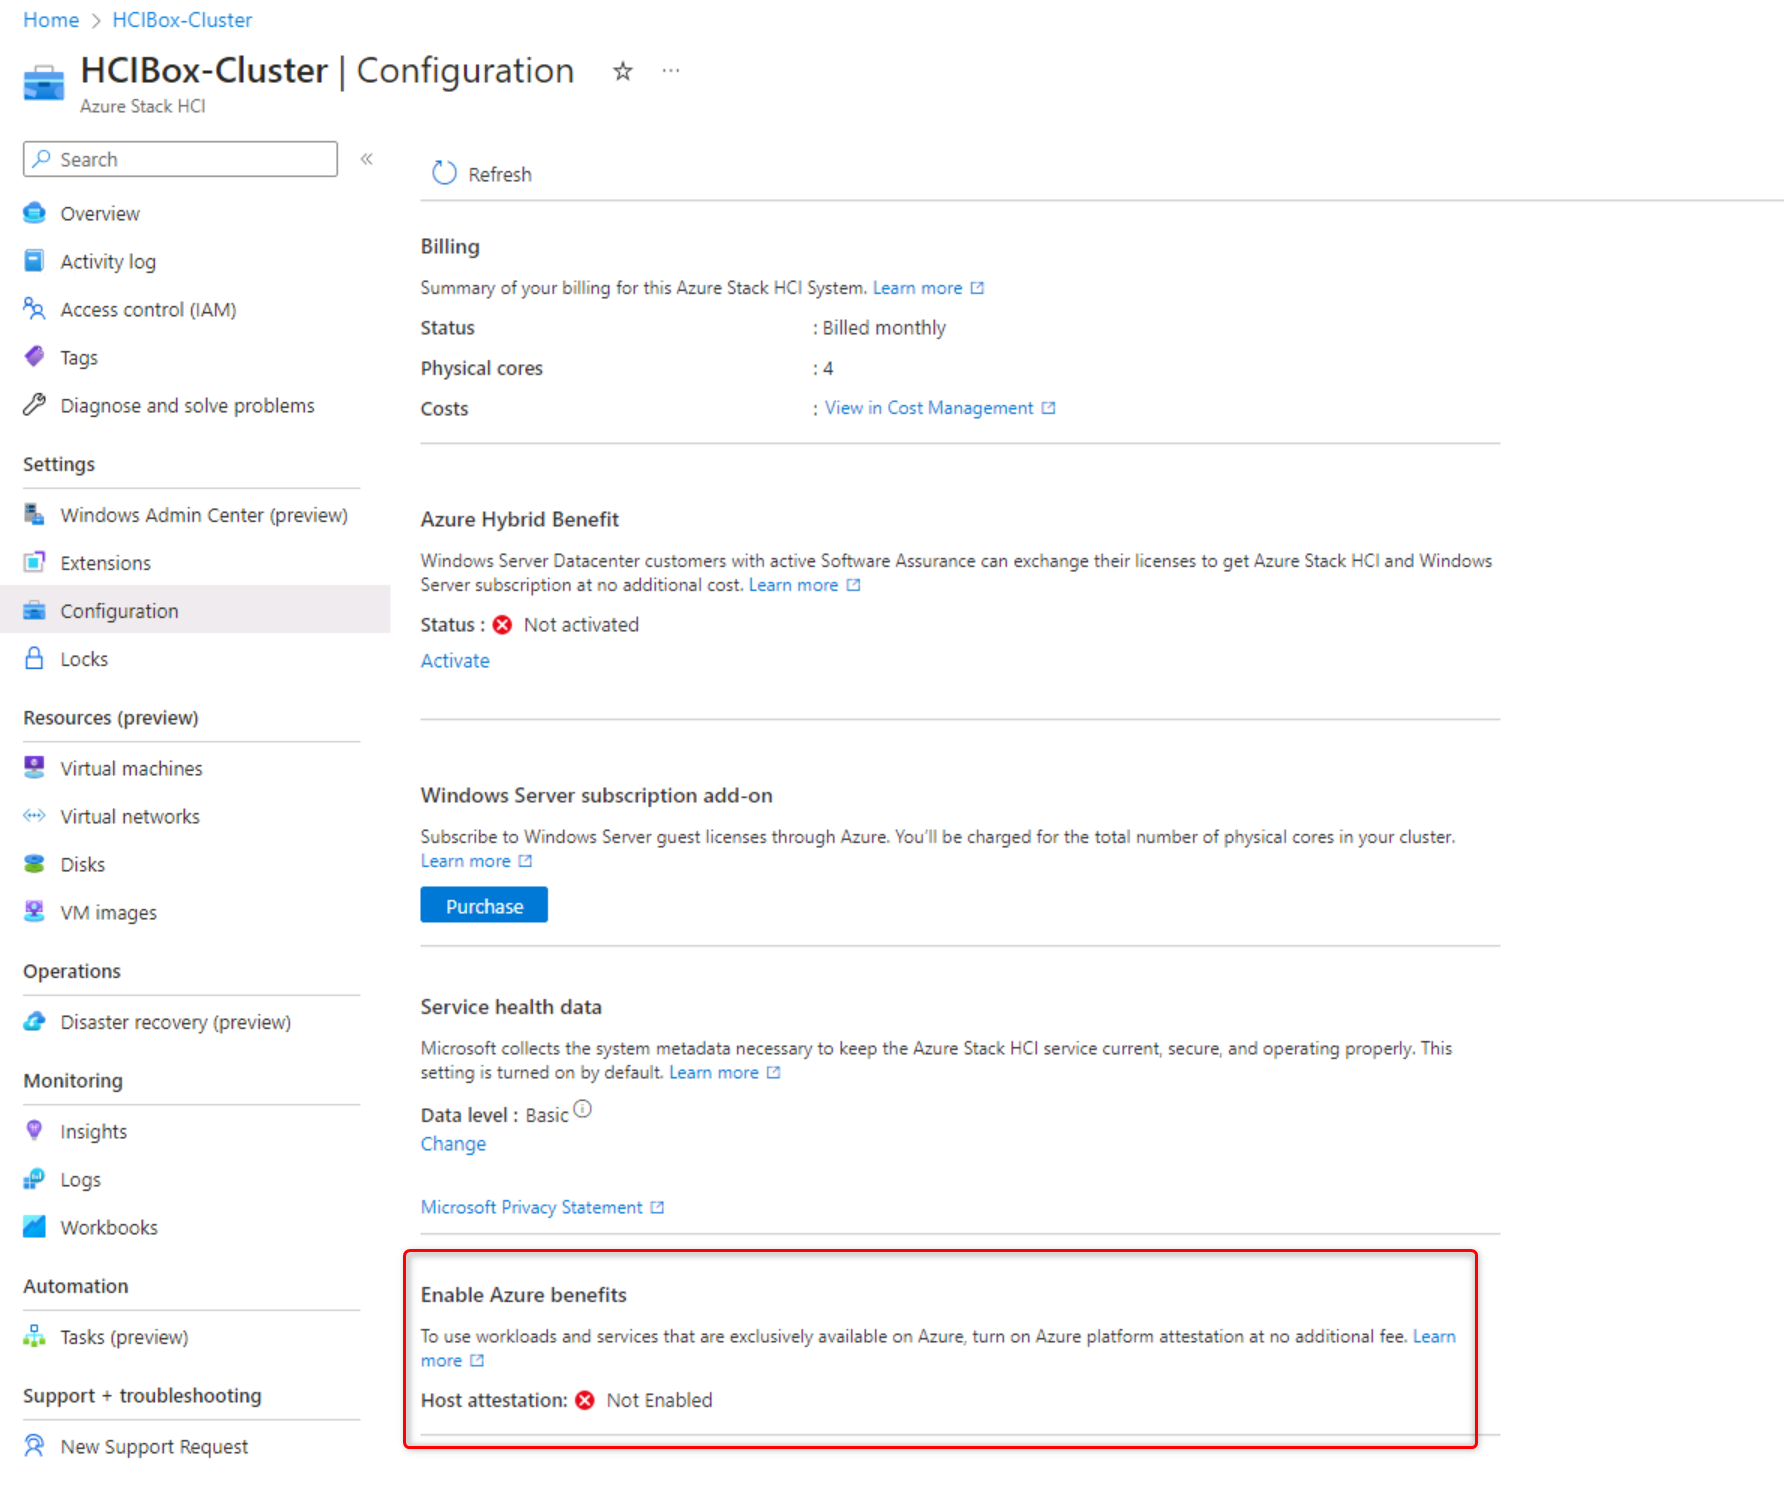 Home > HCIBox-Cluster
HCIBox-Cluster | Configuration
Azure Stack HCI
Search
Overview
Activity log
Access control (IAM)
Tags
Diagnose and solve problems
Settings
Windows Admin Center (preview)
Extensions
Configuration
Locks
Resources (preview)
Virtual machines
Virtual networks
Disks
VM images
Operations
Disaster recovery (preview)
Monitoring
Insights
Logs
Workbooks
Automation
Tasks (preview)
Support + troubleshooting
New Support Request
Refresh
Billing
Summary of your billing for this Azure Stack HCI System. Learn more
Status : Billed monthly
Physical cores : 4
Costs : View in Cost Management
Azure Hybrid Benefit
Windows Server Datacenter customers with active Software Assurance can exchange their licenses to get Azure Stack HCI and Windows
Server subscription at no additional cost. Learn more
Status : Not activated
Activate
Windows Server subscription add-on
Subscribe to Windows Server guest licenses through Azure. You'll be charged for the total number of physical cores in your cluster.
Learn more
Purchase
Service health data
Microsoft collects the system metadata necessary to keep the Azure Stack HCI service current, secure, and operating properly. This
setting is turned on by default. Learn more
Data level : Basic
Change
Microsoft Privacy Statement
Enable Azure benefits
To use workloads and services that are exclusively available on Azure, turn on Azure platform attestation at no additional fee. Learn
more
Host attestation: Not Enabled